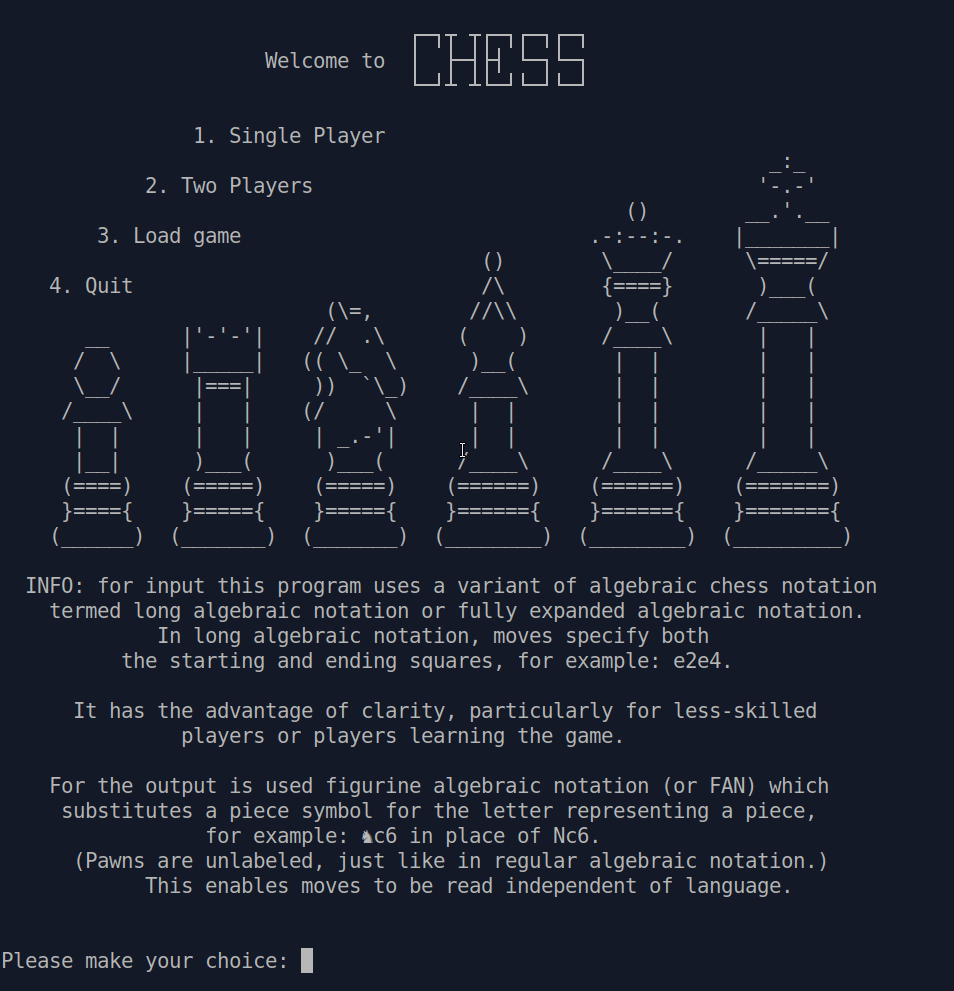 Welcome to CHESS
1. Single Player
2. Two Players
3. Load game
4. Quit
INFO: for input this program uses a variant of algebraic chess notation
termed long algebraic notation or fully expanded algebraic notation.
In long algebraic notation, moves specify both
the starting and ending squares, for example: e2e4.
It has the advantage of clarity, particularly for less-skilled
players or players learning the game.
For the output is used figurine algebraic notation (or FAN) which
substitutes a piece symbol for the letter representing a piece,
for example: ♞c6 in place of Nc6.
(Pawns are unlabeled, just like in regular algebraic notation.)
This enables moves to be read independent of language.
Please make your choice: